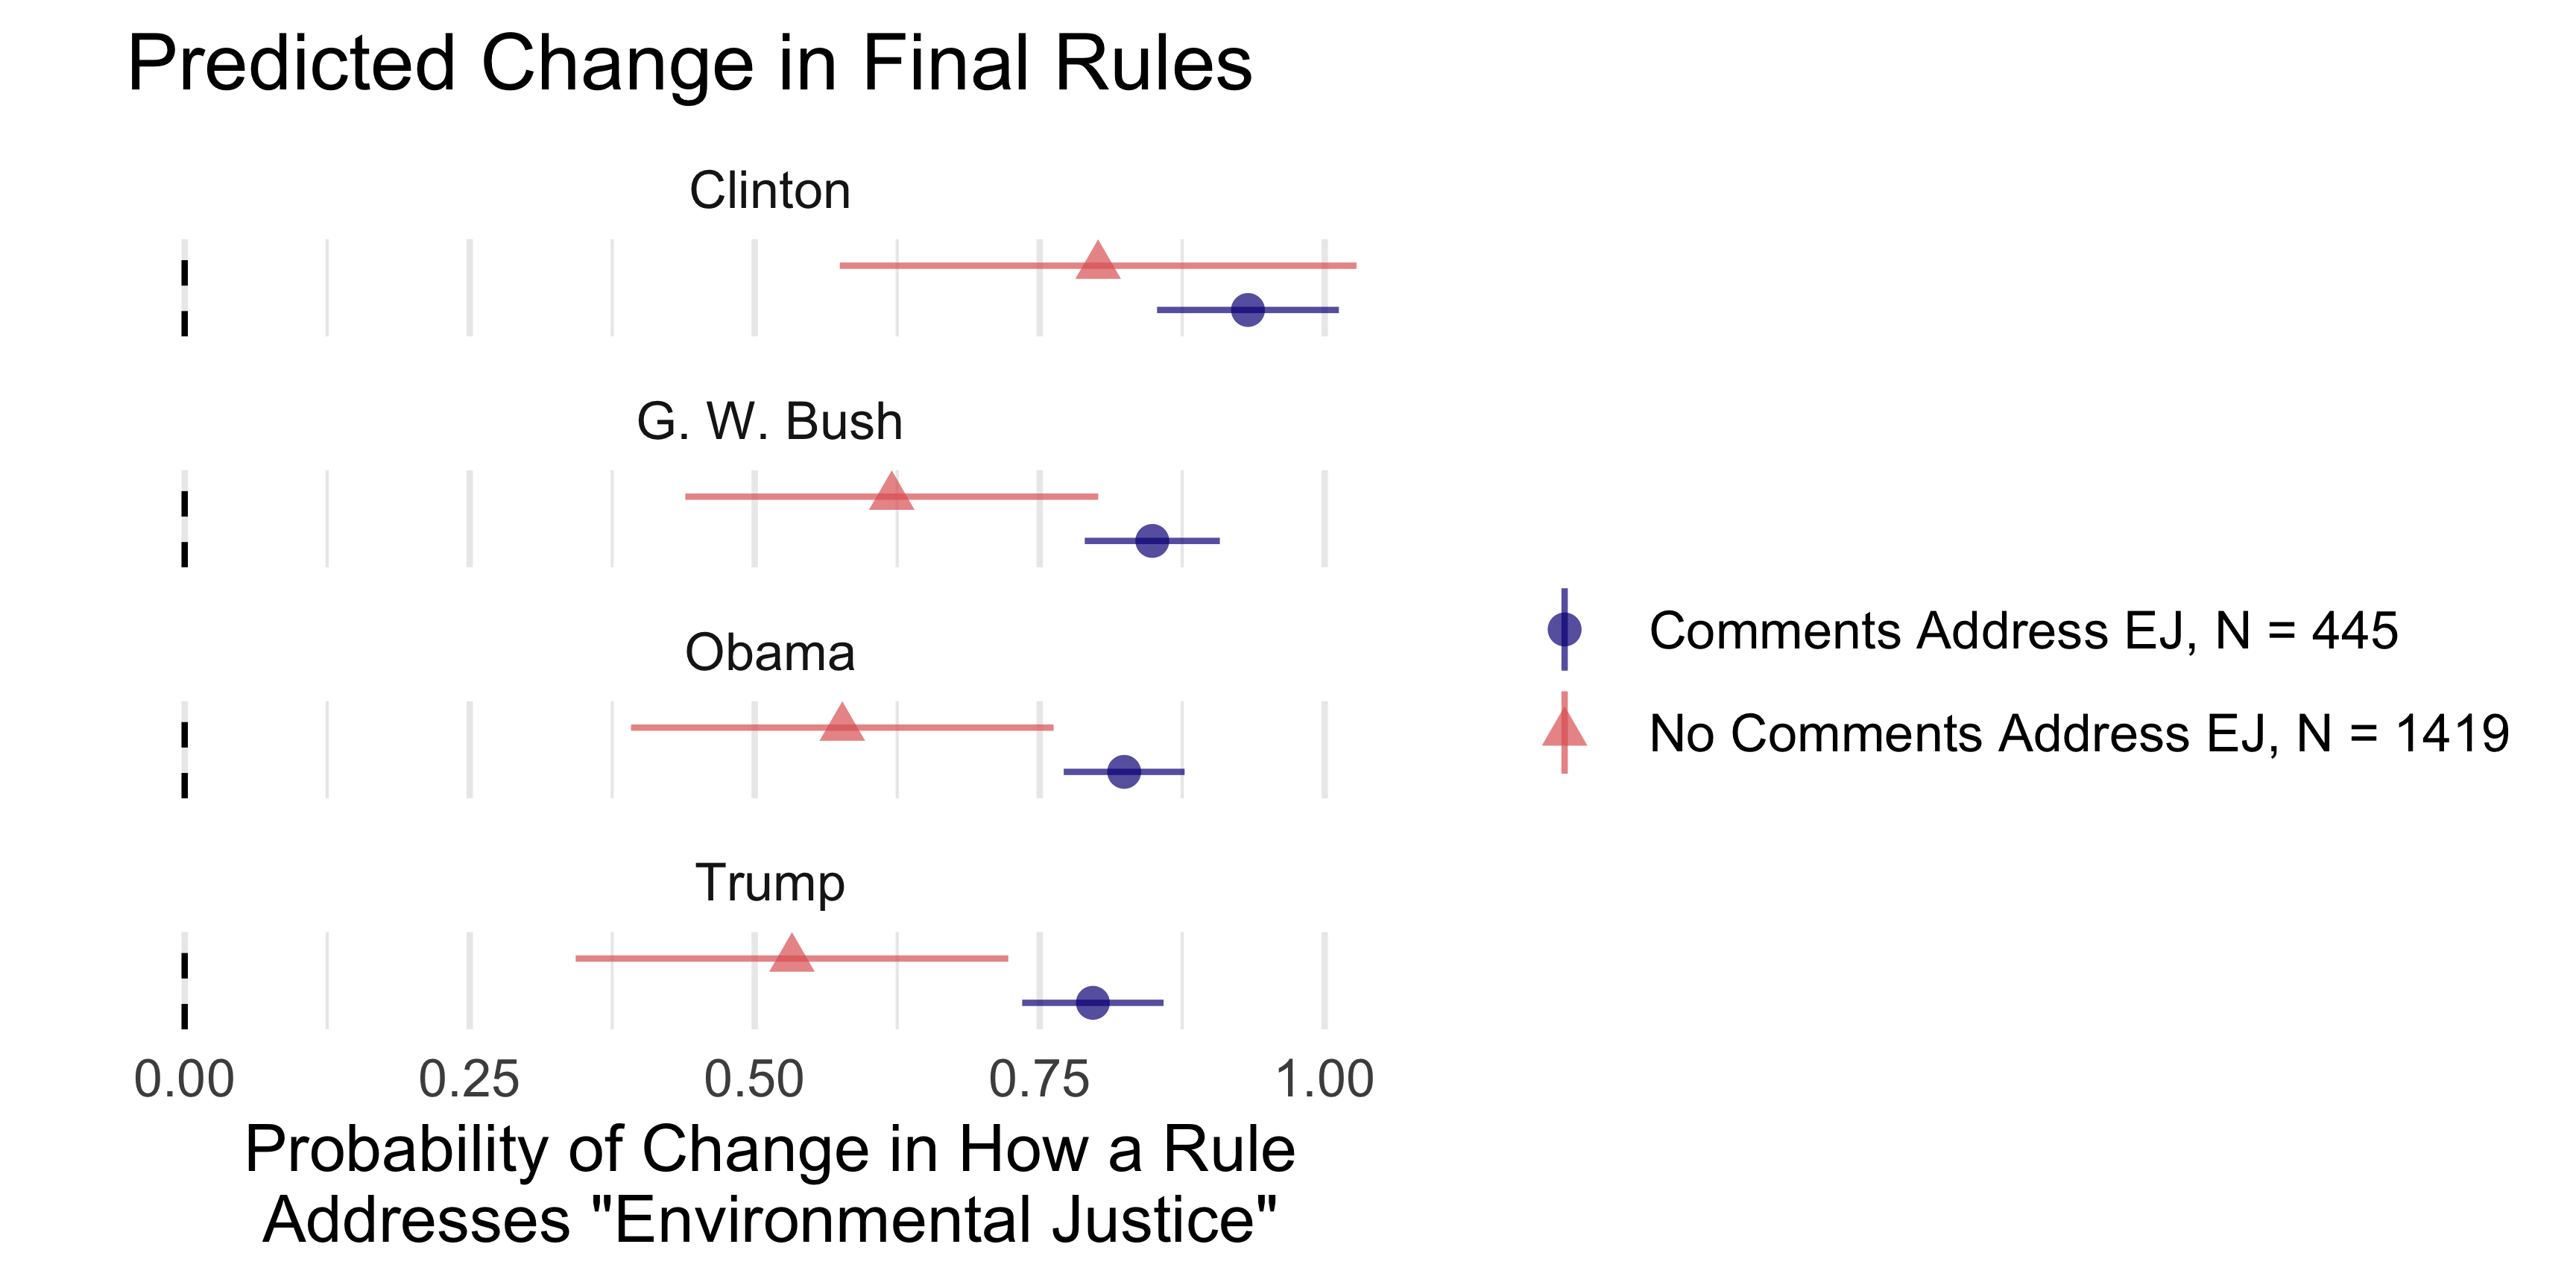 Predicted Change in Final Rules
Clinton
G. W. Bush
Obama
Trump
0.00 0.25 0.50 0.75 1.00
Probability of Change in How a Rule
Addresses "Environmental Justice"
Comments Address EJ, N = 445
No Comments Address EJ, N = 1419